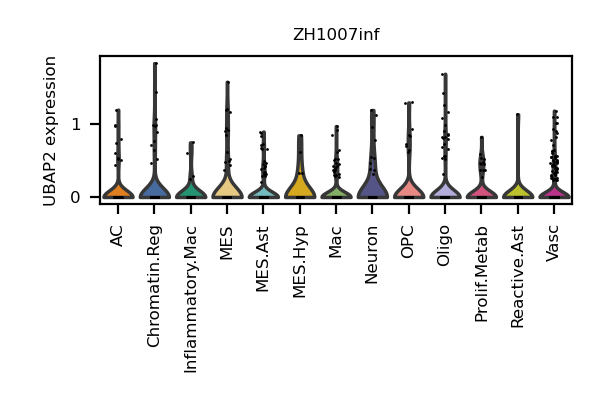 ZH1007inf
UBAP2 expression
1
0
AC
Chromatin.Reg
Inflammatory.Mac
MES
MES.Ast
MES.Hyp
Mac
Neuron
OPC
Oligo
Prolif.Metab
Reactive.Ast
Vasc